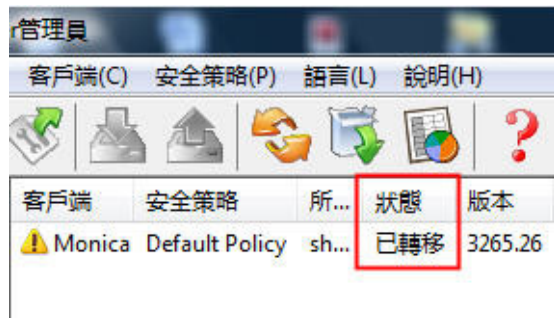 r管理員
客戶端(C) 安全策略(P) 語言(L) 說明(H)
客戶端 安全策略 所... 狀態 版本
Monica Default Policy sh... 已轉移 3265.26